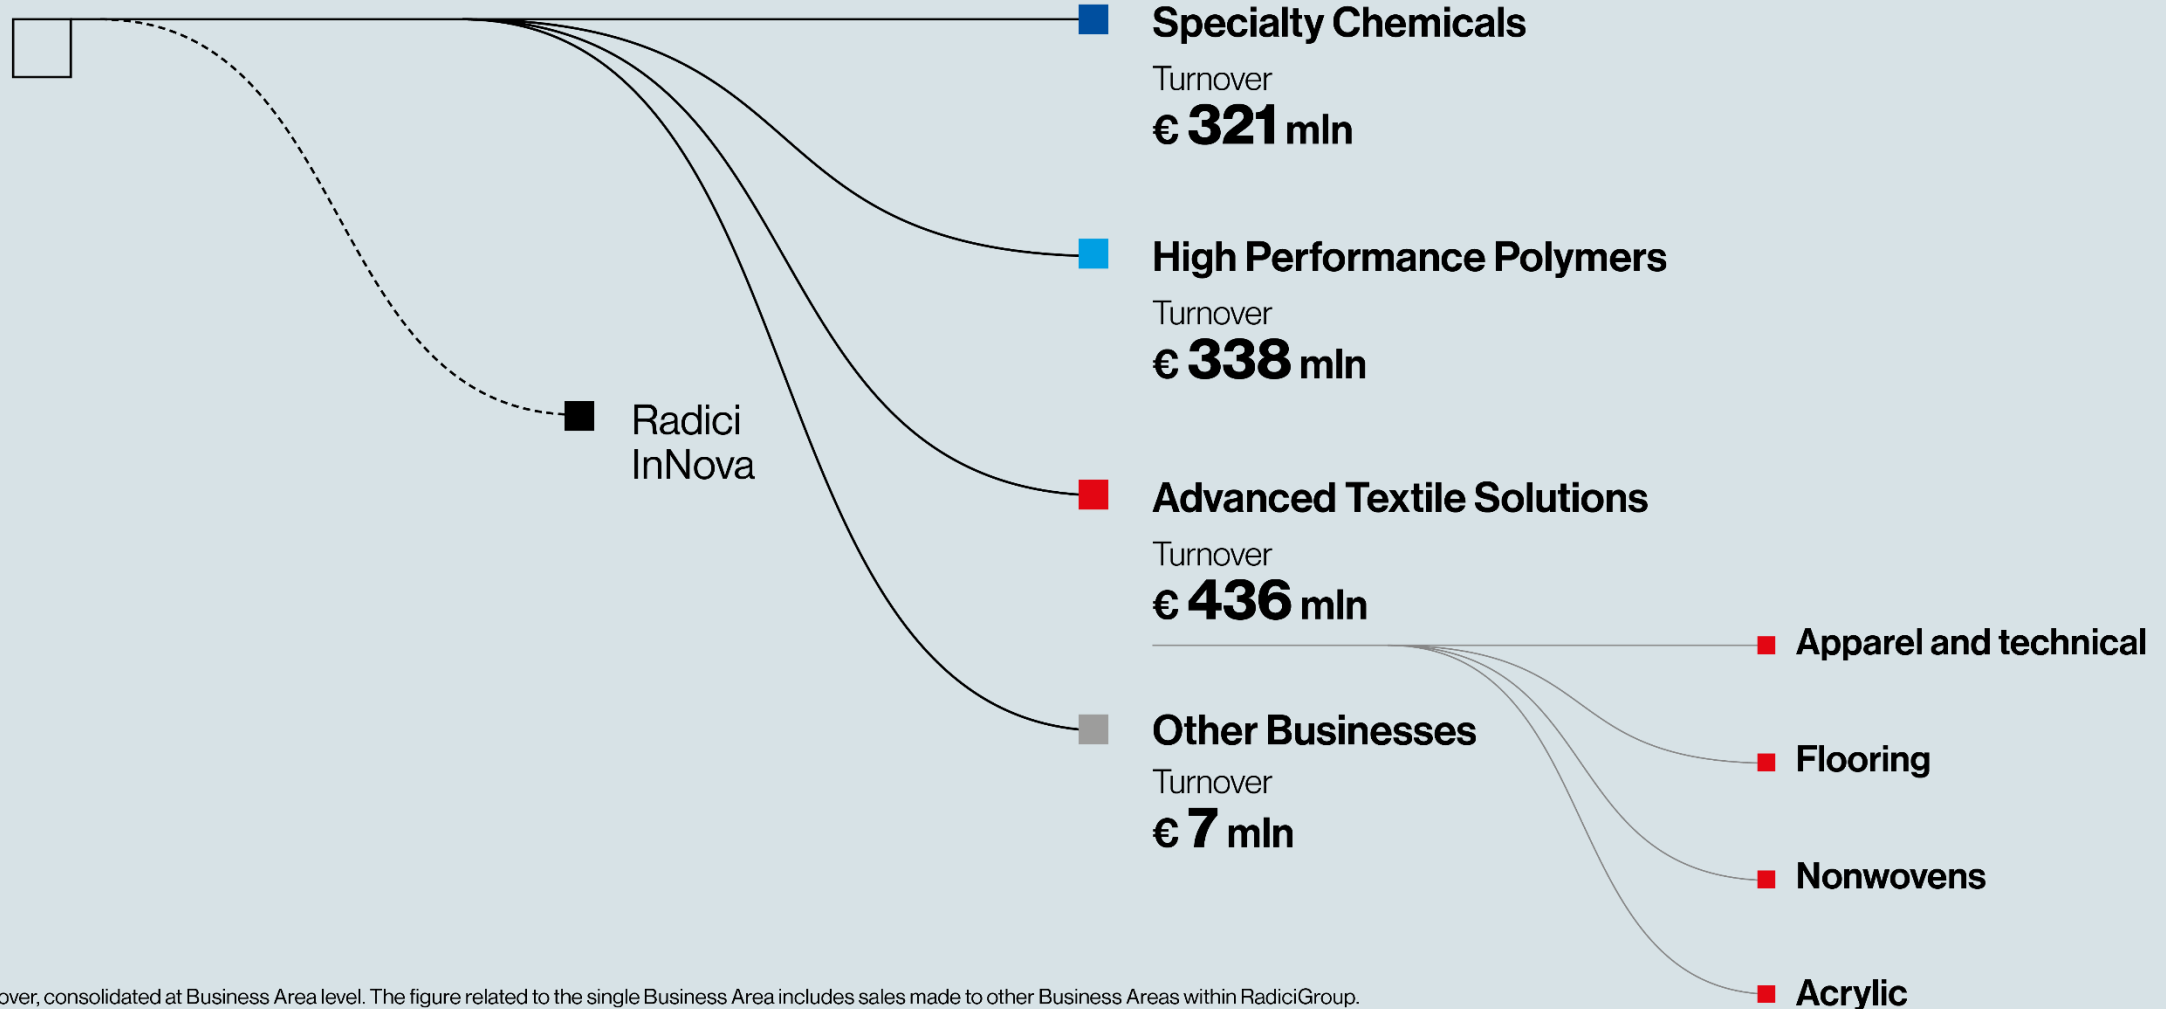 Specialty Chemicals
Turnover
€ 321 mln
High Performance Polymers
Turnover
€ 338 mln
Radici
InNova
Advanced Textile Solutions
Turnover
€ 436 mln
Apparel and technical
Other Businesses
Turnover
€ 7 mln
Flooring
Nonwovens
Acrylic
over, consolidated at Business Area level. The figure related to the single Business Area includes sales made to other Business Areas within RadiciGroup.